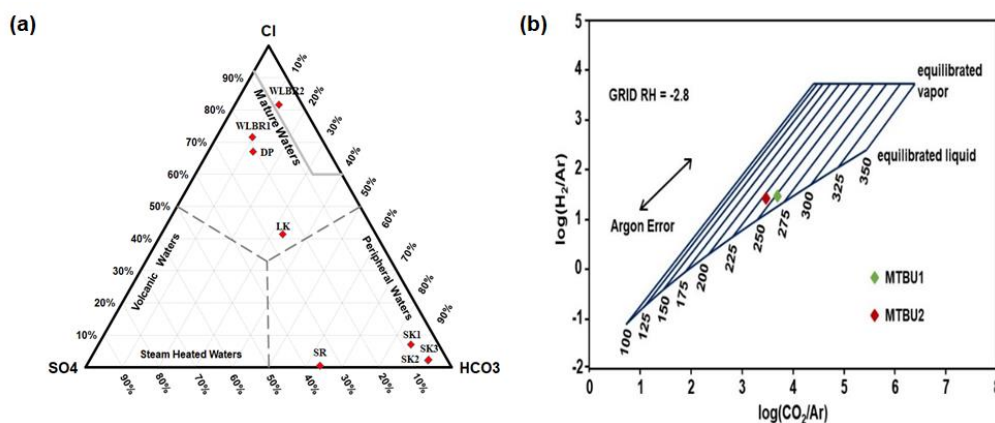 (a)
Cl
10%
90%
20%
WLBR2
80%
30%
WLBR1
Mature Waters
70%
40%
DP
60%
50%
50%
60%
LK
40%
70%
Volcanic Waters
Peripheral Waters
30%
80%
20%
90%
10%
SK1
Steam Heated Waters
SR
SK3
SK2
SO4
HCO3
90%
80%
70%
60%
50%
40%
30%
20%
10%
(b)
5
4
3
2
1
0
-1
-2
log(H2/Ar)
GRID RH = -2.8
equilibrated
vapor
equilibrated liquid
Argon Error
100
125
150
175
200
225
250
275
300
325
350
MTBU1
MTBU2
0
1
2
3
4
5
6
7
8
log(CO2/Ar)